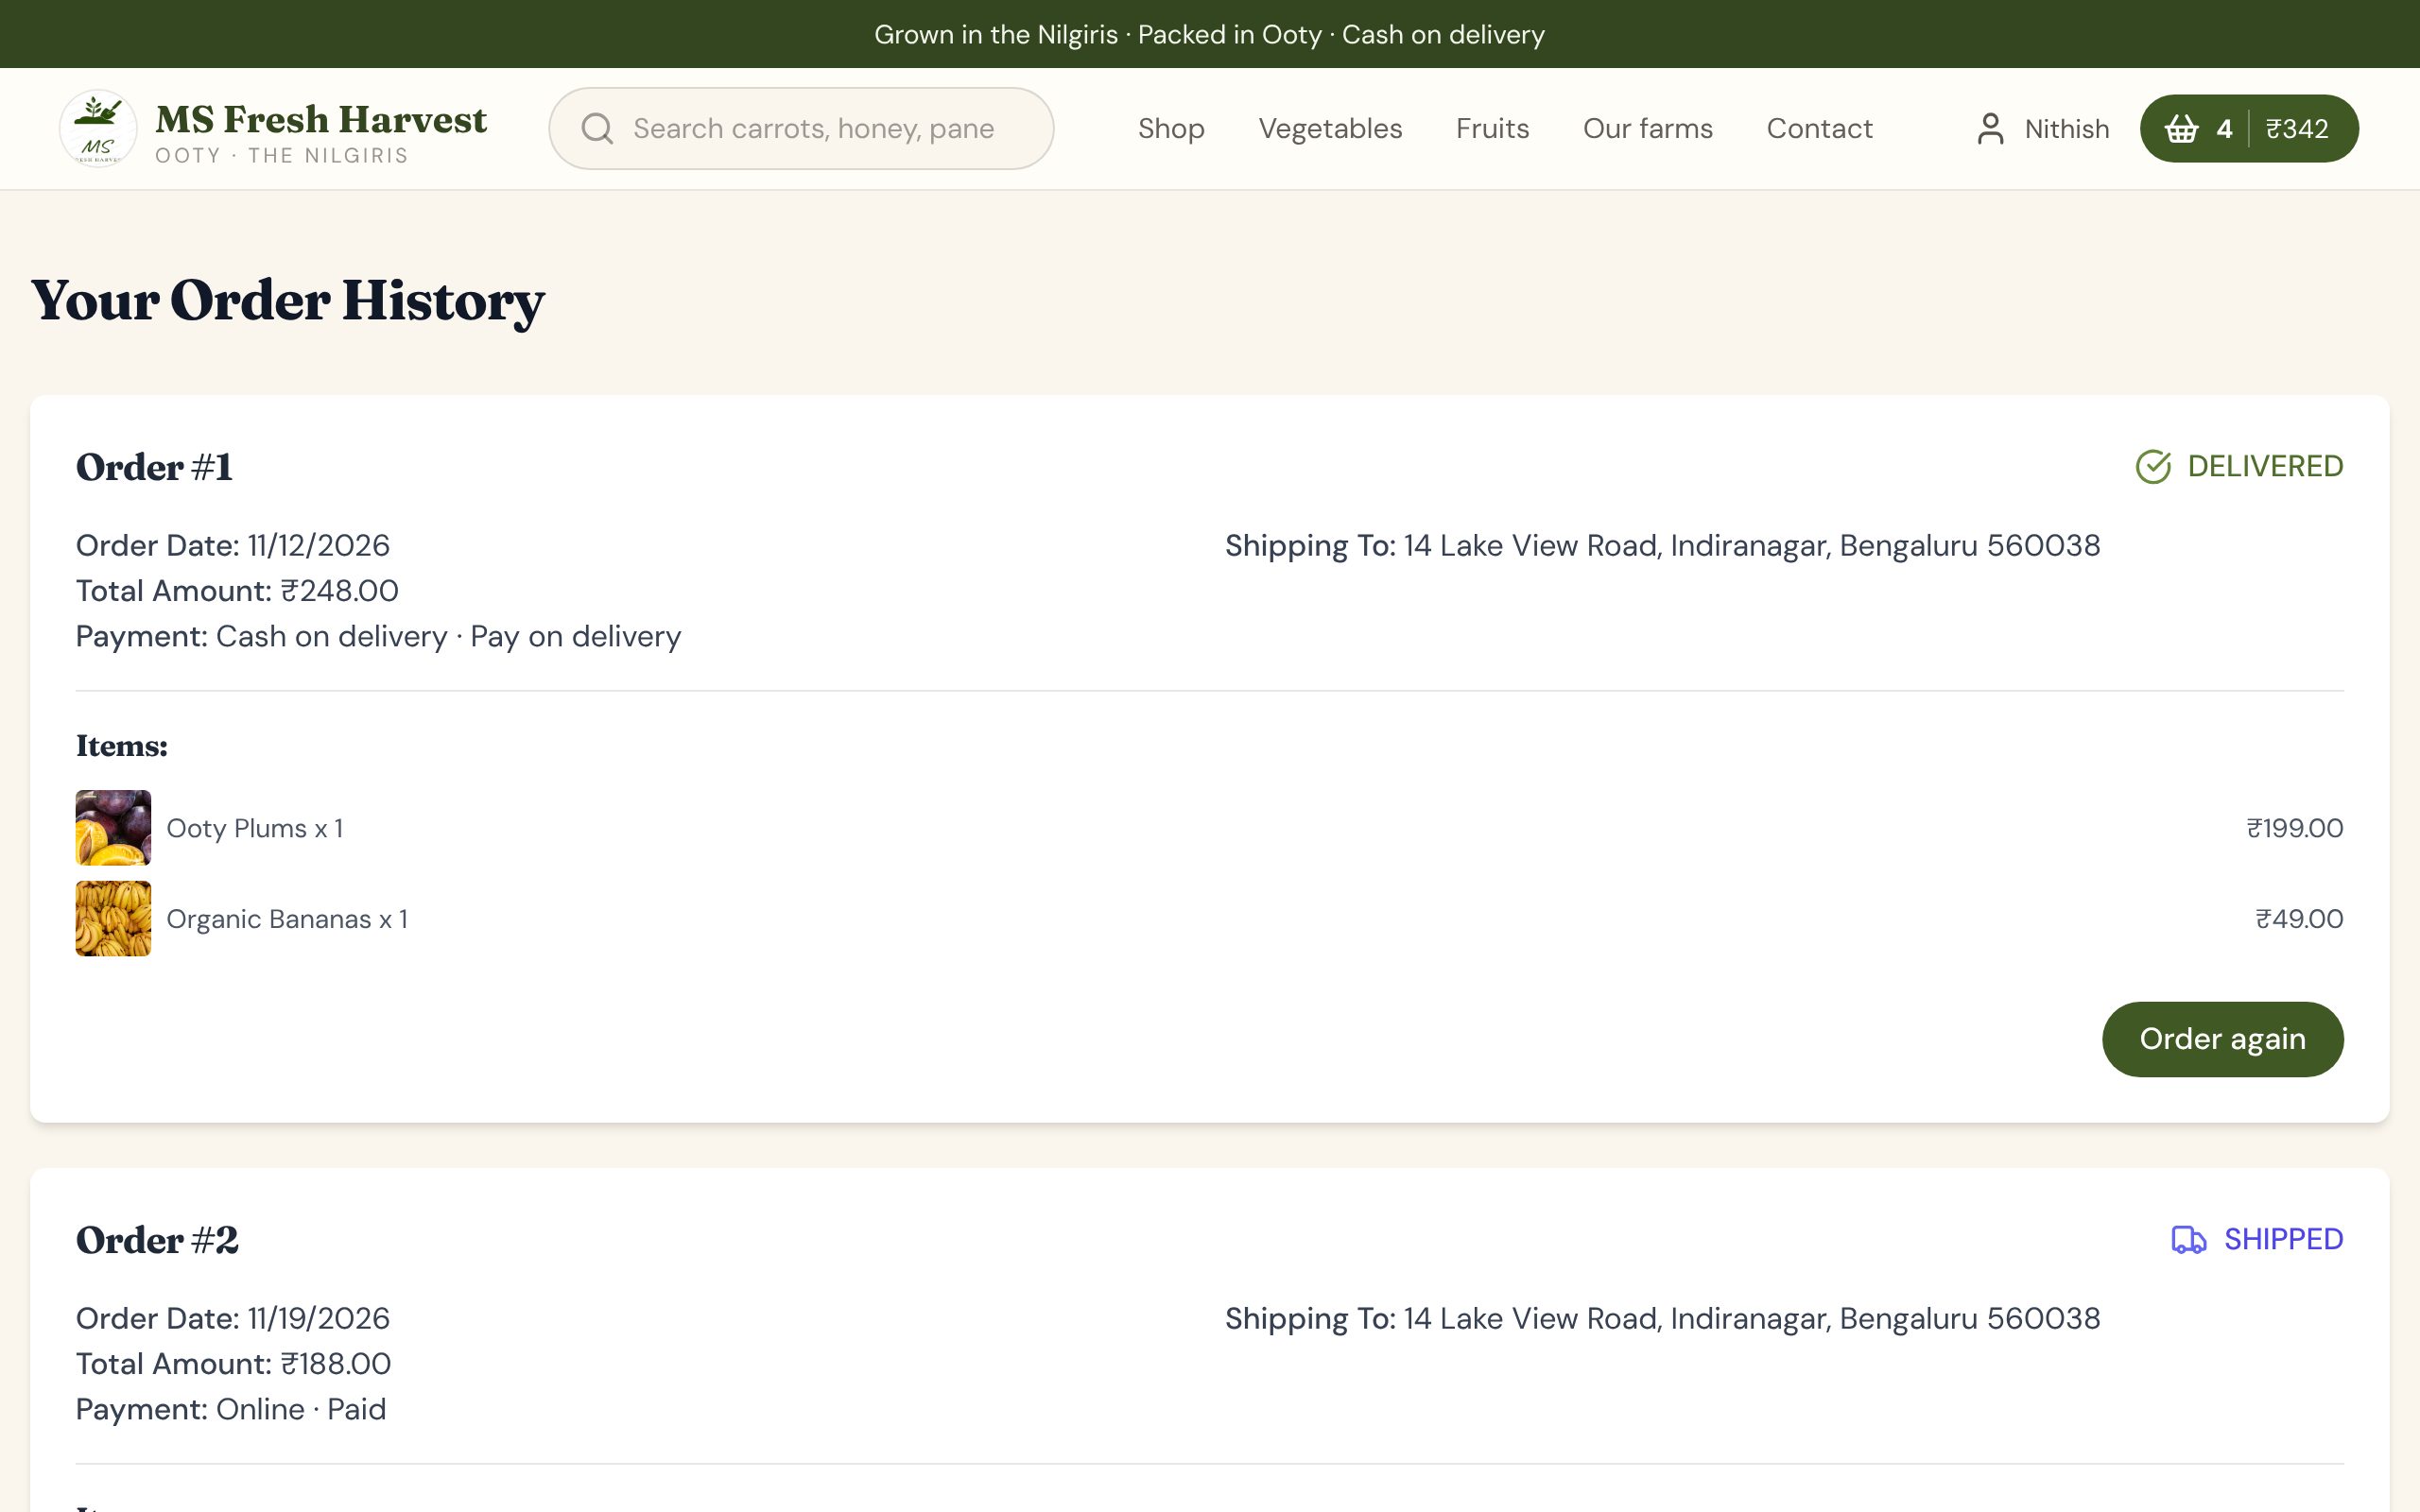 Grown in the Nilgiris · Packed in Ooty · Cash on delivery
MS
MS Fresh Harvest
OOTY · THE NILGIRIS
Search carrots, honey, pane
Shop
Vegetables
Fruits
Our farms
Contact
Nithish
4
₹342
Your Order History
Order #1
DELIVERED
Order Date: 11/12/2026
Shipping To: 14 Lake View Road, Indiranagar, Bengaluru 560038
Total Amount: ₹248.00
Payment: Cash on delivery · Pay on delivery
Items:
Ooty Plums x 1
₹199.00
Organic Bananas x 1
₹49.00
Order again
Order #2
SHIPPED
Order Date: 11/19/2026
Shipping To: 14 Lake View Road, Indiranagar, Bengaluru 560038
Total Amount: ₹188.00
Payment: Online · Paid